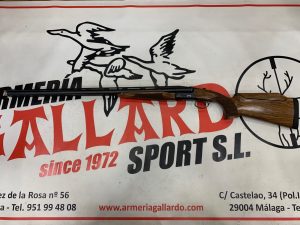 ARMERÍA
GALLARDO
since 1972 SPORT S.L.
ez de la Rosa nº 56
a - Tel. 951 99 48 08
C/ Castelao, 34 (Pol.
29004 Málaga - Te
www.armeriagallardo.com